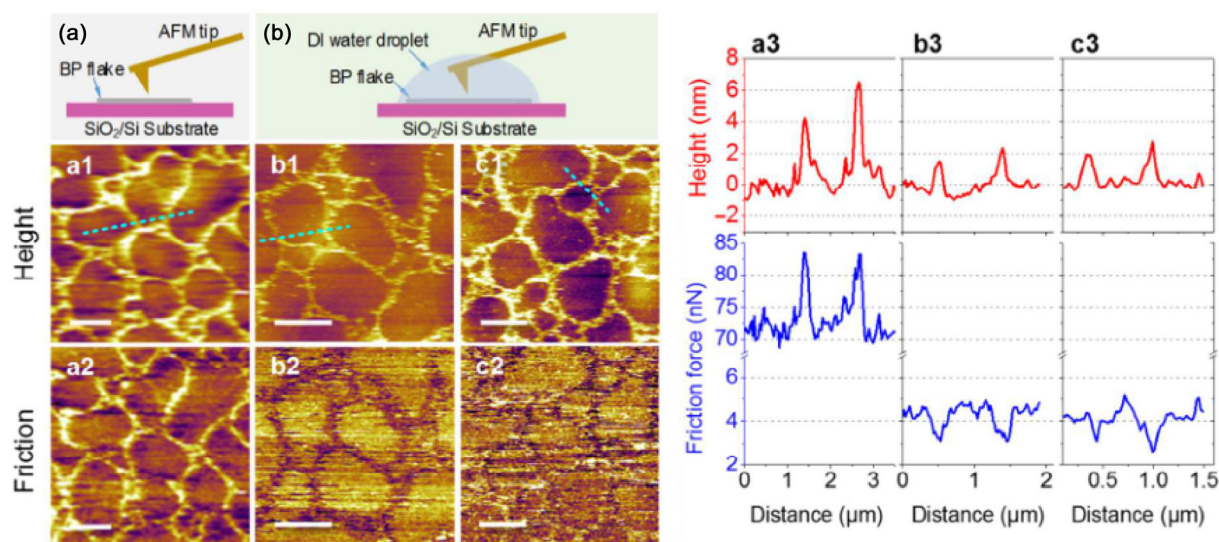 (a)
AFM tip
BP flake
SiO₂/Si Substrate
(b)
AFM tip
DI water droplet
BP flake
SiO₂/Si Substrate
Height
a1
b1
c1
Friction
a2
b2
c2
a3
b3
c3
Height (nm)
8
6
4
2
0
−2
Friction force (nN)
85
80
75
70
6
4
2
0 1 2 3
0 1 2
0.5 1.0 1.5
Distance (μm)
Distance (μm)
Distance (μm)